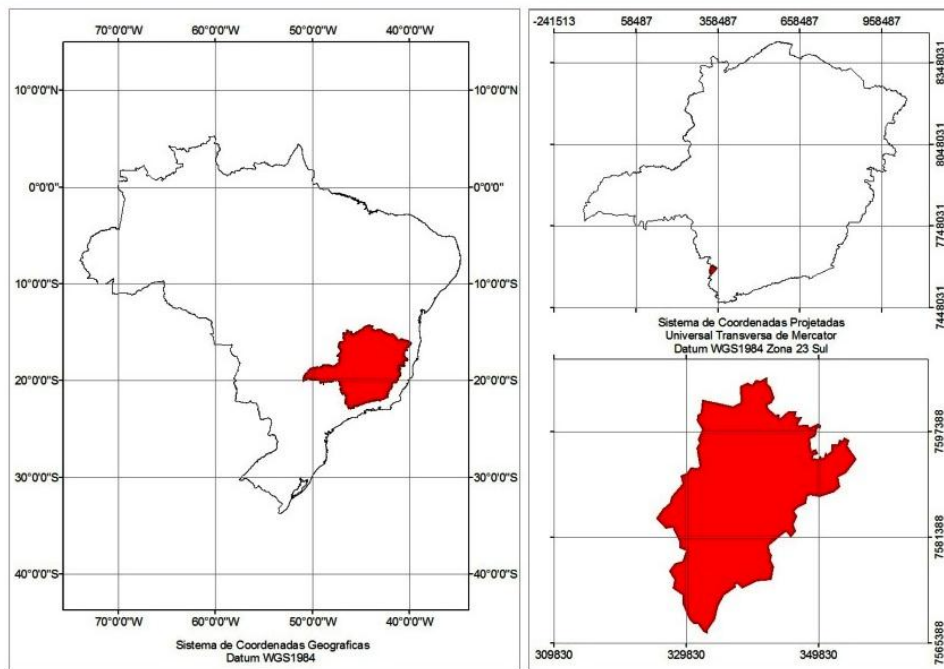 70°0'0"W 60°0'0"W 50°0'0"W 40°0'0"W
10°0'0"N 10°0'0"N
0°0'0" 0°0'0"
10°0'0"S 10°0'0"S
20°0'0"S 20°0'0"S
30°0'0"S 30°0'0"S
40°0'0"S 40°0'0"S
70°0'0"W 60°0'0"W 50°0'0"W 40°0'0"W
Sistema de Coordenadas Geograficas
Datum WGS1984
-241513 58487 358487 658487 958487
8348031
8048031
7748031
7448031
Sistema de Coordenadas Projetadas
Universal Transversa de Mercator
Datum WGS1984 Zona 23 Sul
7597388
7581388
7565388
309830 329830 349830